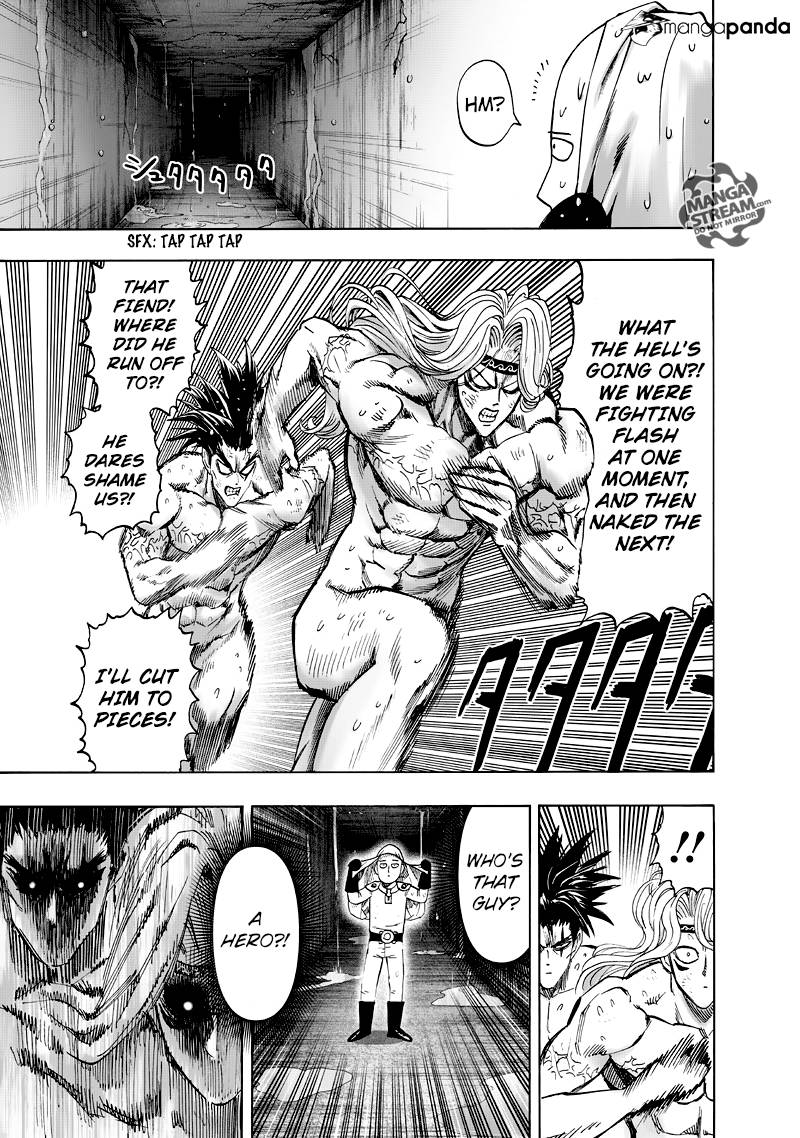 mangapanda
HM?
MANGA
STREAM.com
DO NOT MIRROR
シュタタタタタ
SFX: TAP TAP TAP
WHAT
THE HELL'S
GOING ON?!
WE WERE
FIGHTING
FLASH
AT ONE
MOMENT,
AND THEN
NAKED THE
NEXT!
THAT
FIEND!
WHERE
DID HE
RUN OFF
TO?!
HE
DARES
SHAME
US?!
I'LL CUT
HIM TO
PIECES!
タタタタ
!!
WHO'S
THAT
GUY?
A
HERO?!